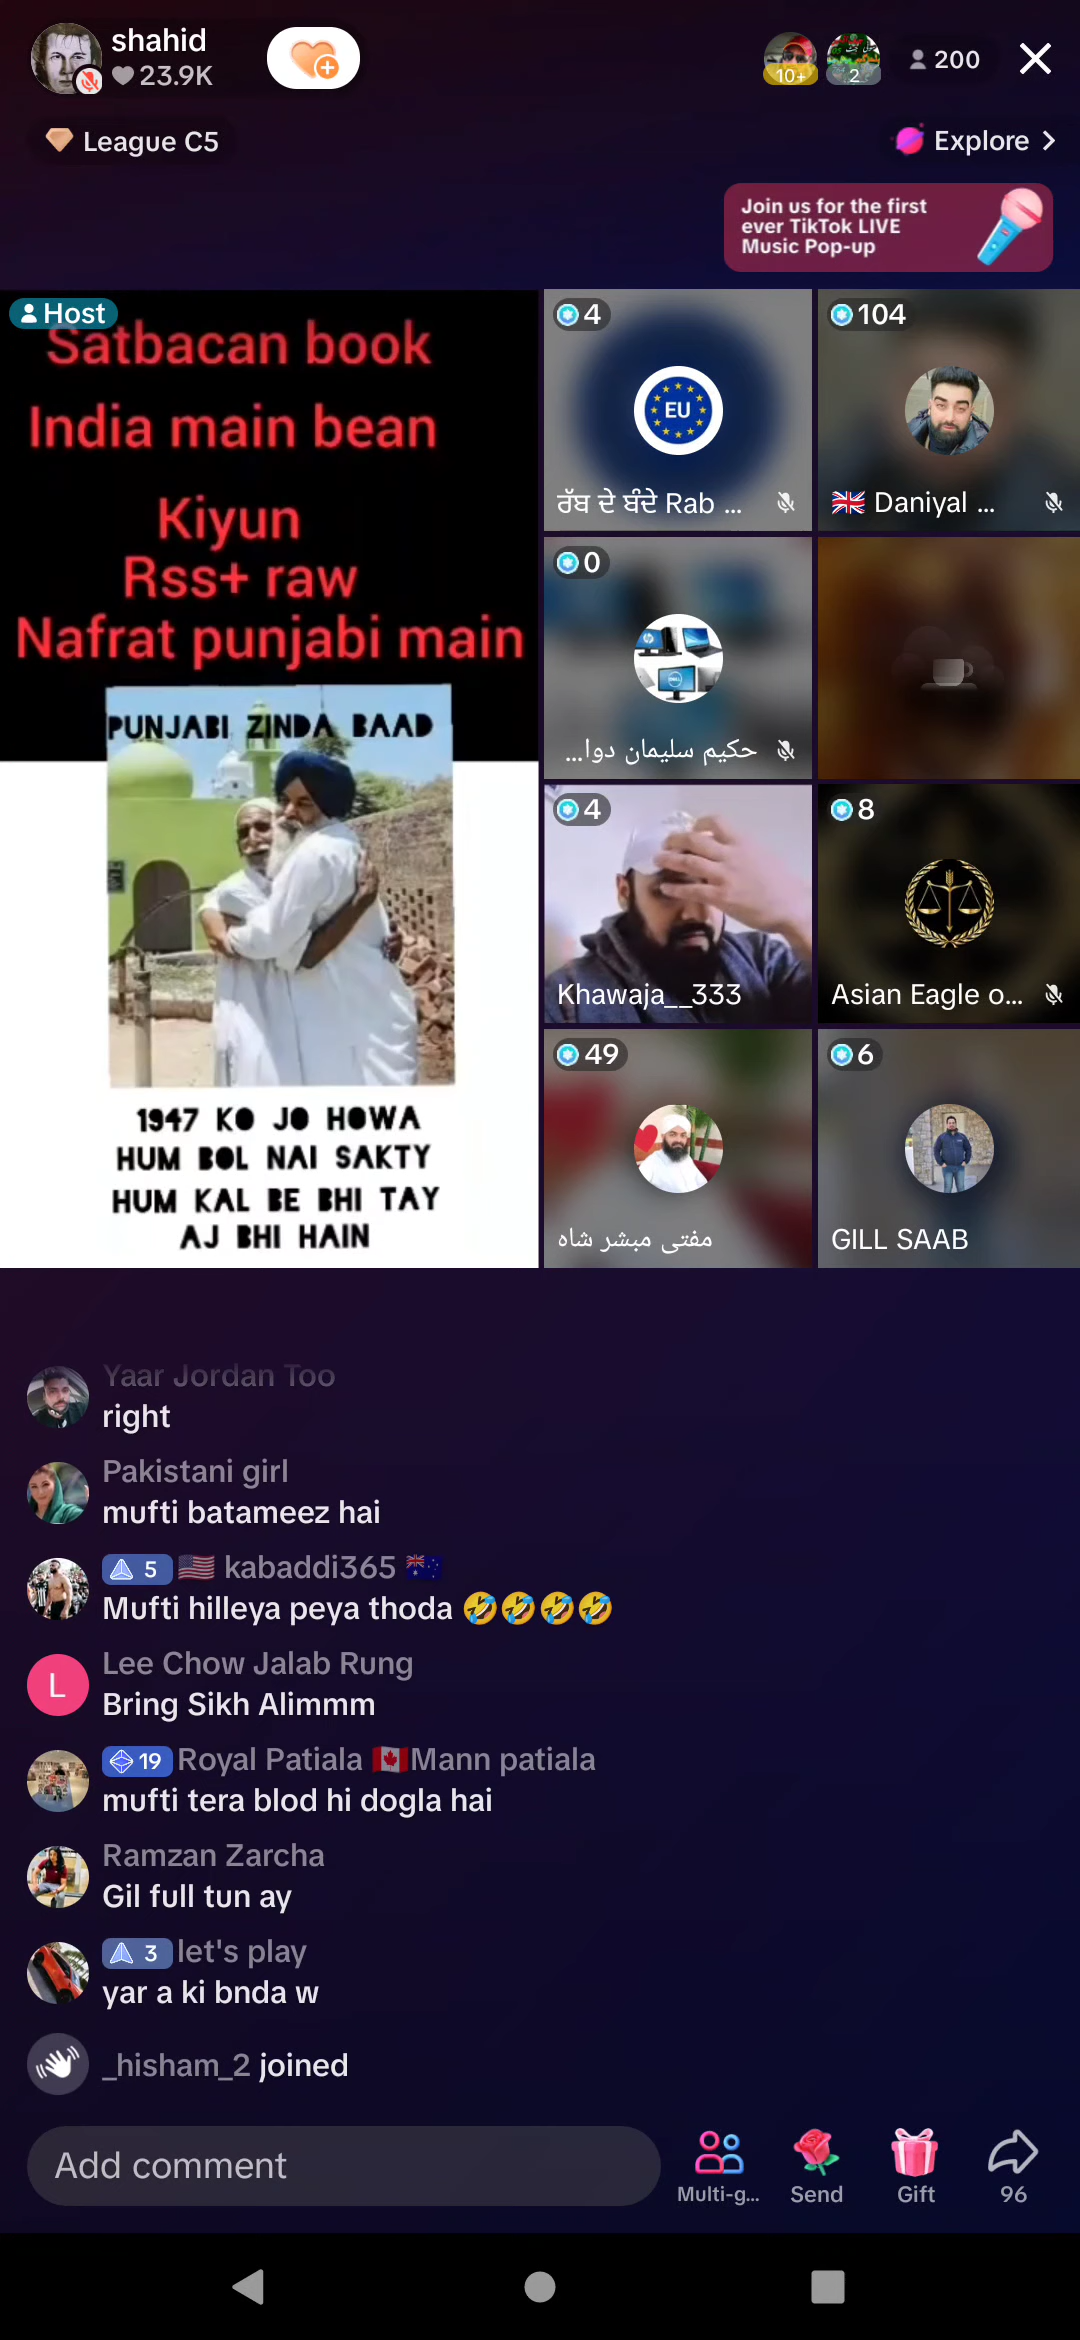 shahid
23.9K
10+
2
200
League C5
Explore
Join us for the first
ever TikTok LIVE
Music Pop-up
Host
Satbacan book
India main bean
Kiyun
Rss+ raw
Nafrat punjabi main
PUNJABI ZINDA BAAD
1947 KO JO HOWA
HUM BOL NAI SAKTY
HUM KAL BE BHI TAY
AJ BHI HAIN
4
EU
ਰੱਬ ਦੇ ਬੰਦੇ Rab ...
104
🇬🇧 Daniyal ...
0
حکیم سلیمان دوا...
4
Khawaja__333
8
Asian Eagle o...
49
مفتی مبشر شاہ
6
GILL SAAB
Yaar Jordan Too
right
Pakistani girl
mufti batameez hai
5 🇺🇸 kabaddi365 🇦🇺
Mufti hilleya peya thoda 🤣🤣🤣🤣
L
Lee Chow Jalab Rung
Bring Sikh Alimmm
19 Royal Patiala 🇨🇦Mann patiala
mufti tera blod hi dogla hai
Ramzan Zarcha
Gil full tun ay
3 let's play
yar a ki bnda w
_hisham_2 joined
Add comment
Multi-g...
Send
Gift
96